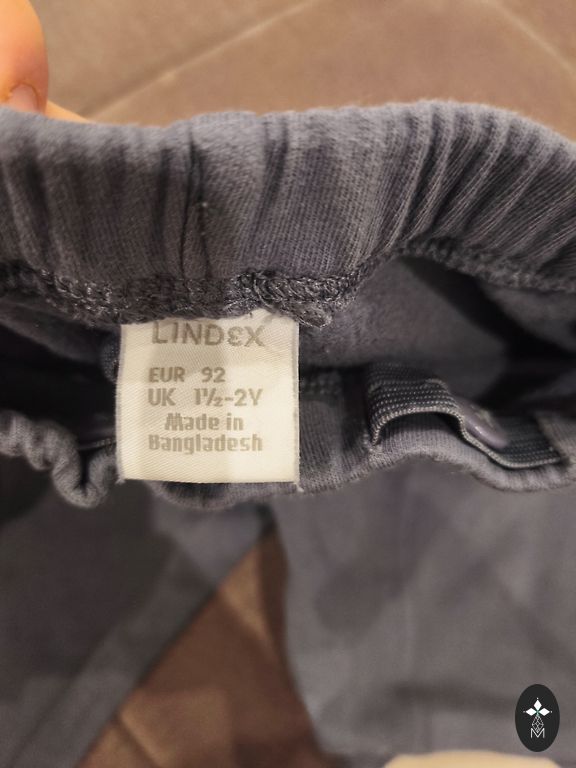 LINDEX
EUR 92
UK 1½-2Y
Made in
Bangladesh
M